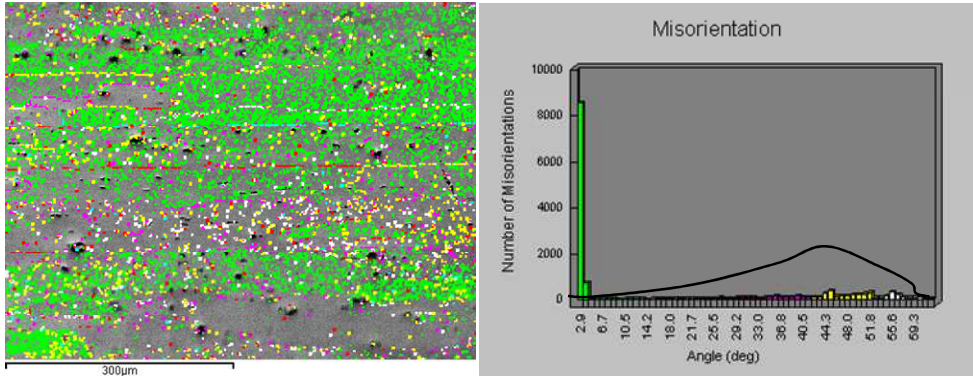 300µm
Misorientation
Number of Misorientations
10000
8000
6000
4000
2000
0
2.9 6.7 10.5 14.2 18.0 21.7 25.5 29.2 33.0 36.8 40.5 44.3 48.0 51.8 55.6 59.3
Angle (deg)